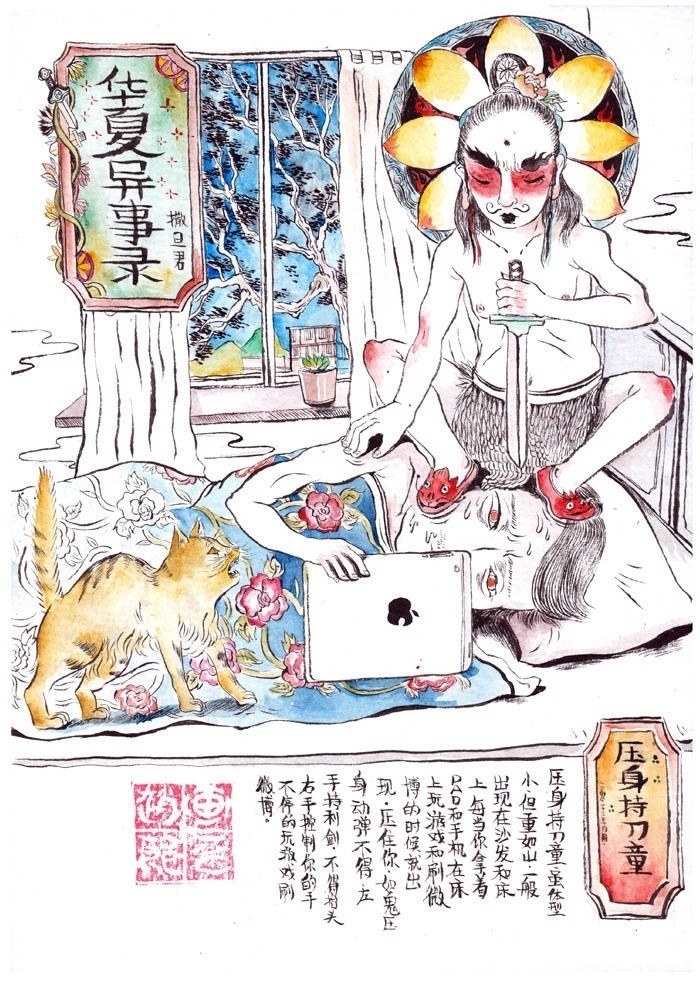 华夏异事录
撒旦君
压身持刀童
压身持刀童:童体型
小但重如山,一般
出现在沙发和床
上每当你拿着
PAD和手机在床
上玩游戏和刷微
博的时候就出
现·压住你·如鬼压
身动弹不得·左
手持利剑不得抬头
右手控制你的手
不停的玩游戏刷
微博。